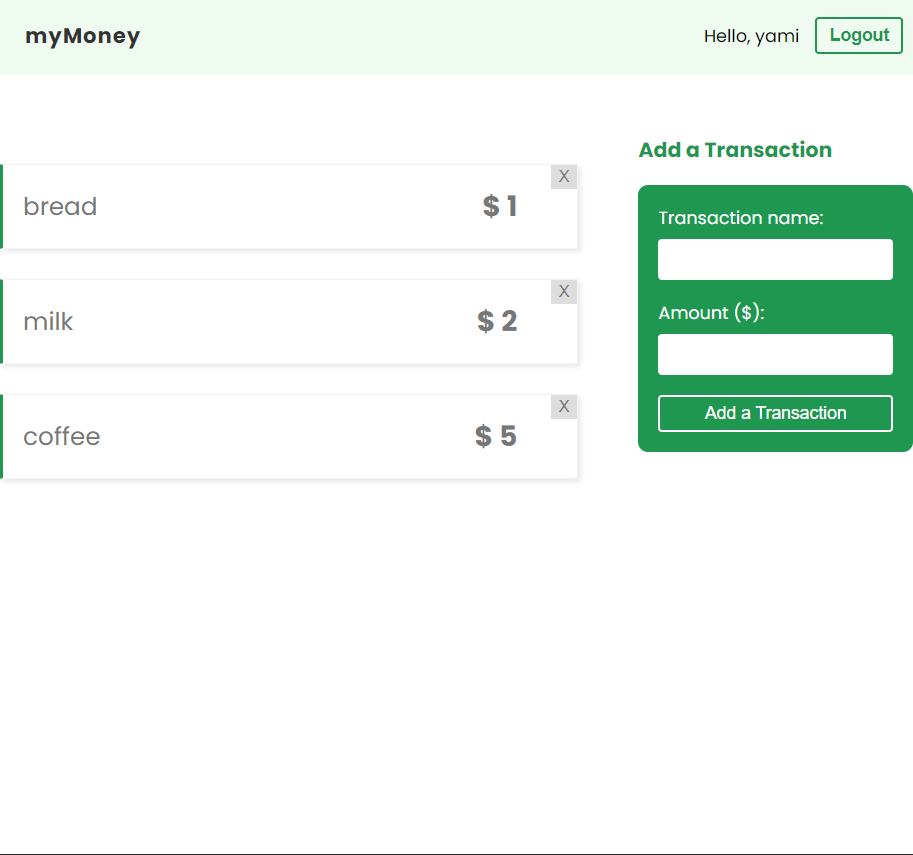 myMoney
Hello, yami
Logout
X
bread
$ 1
X
milk
$ 2
X
coffee
$ 5
Add a Transaction
Transaction name:
Amount ($):
Add a Transaction